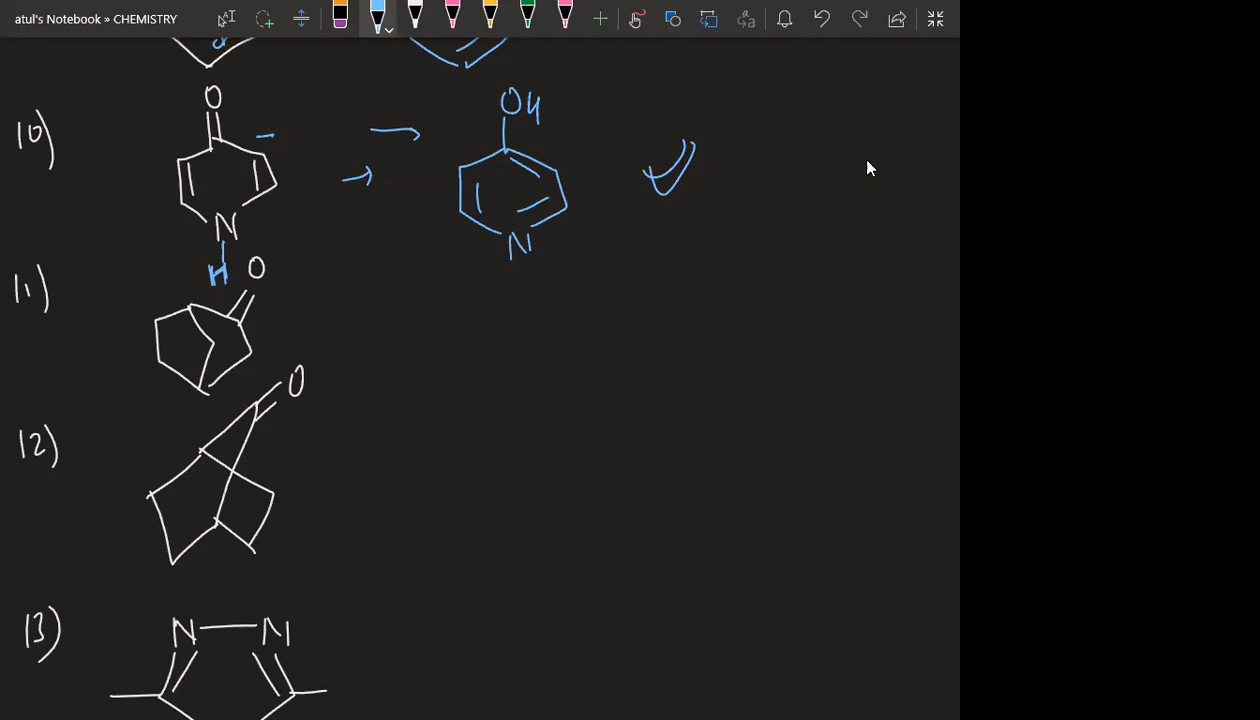 atul's Notebook » CHEMISTRY
10)
O
N
H
OH
N
11)
O
12)
O
13)
N N